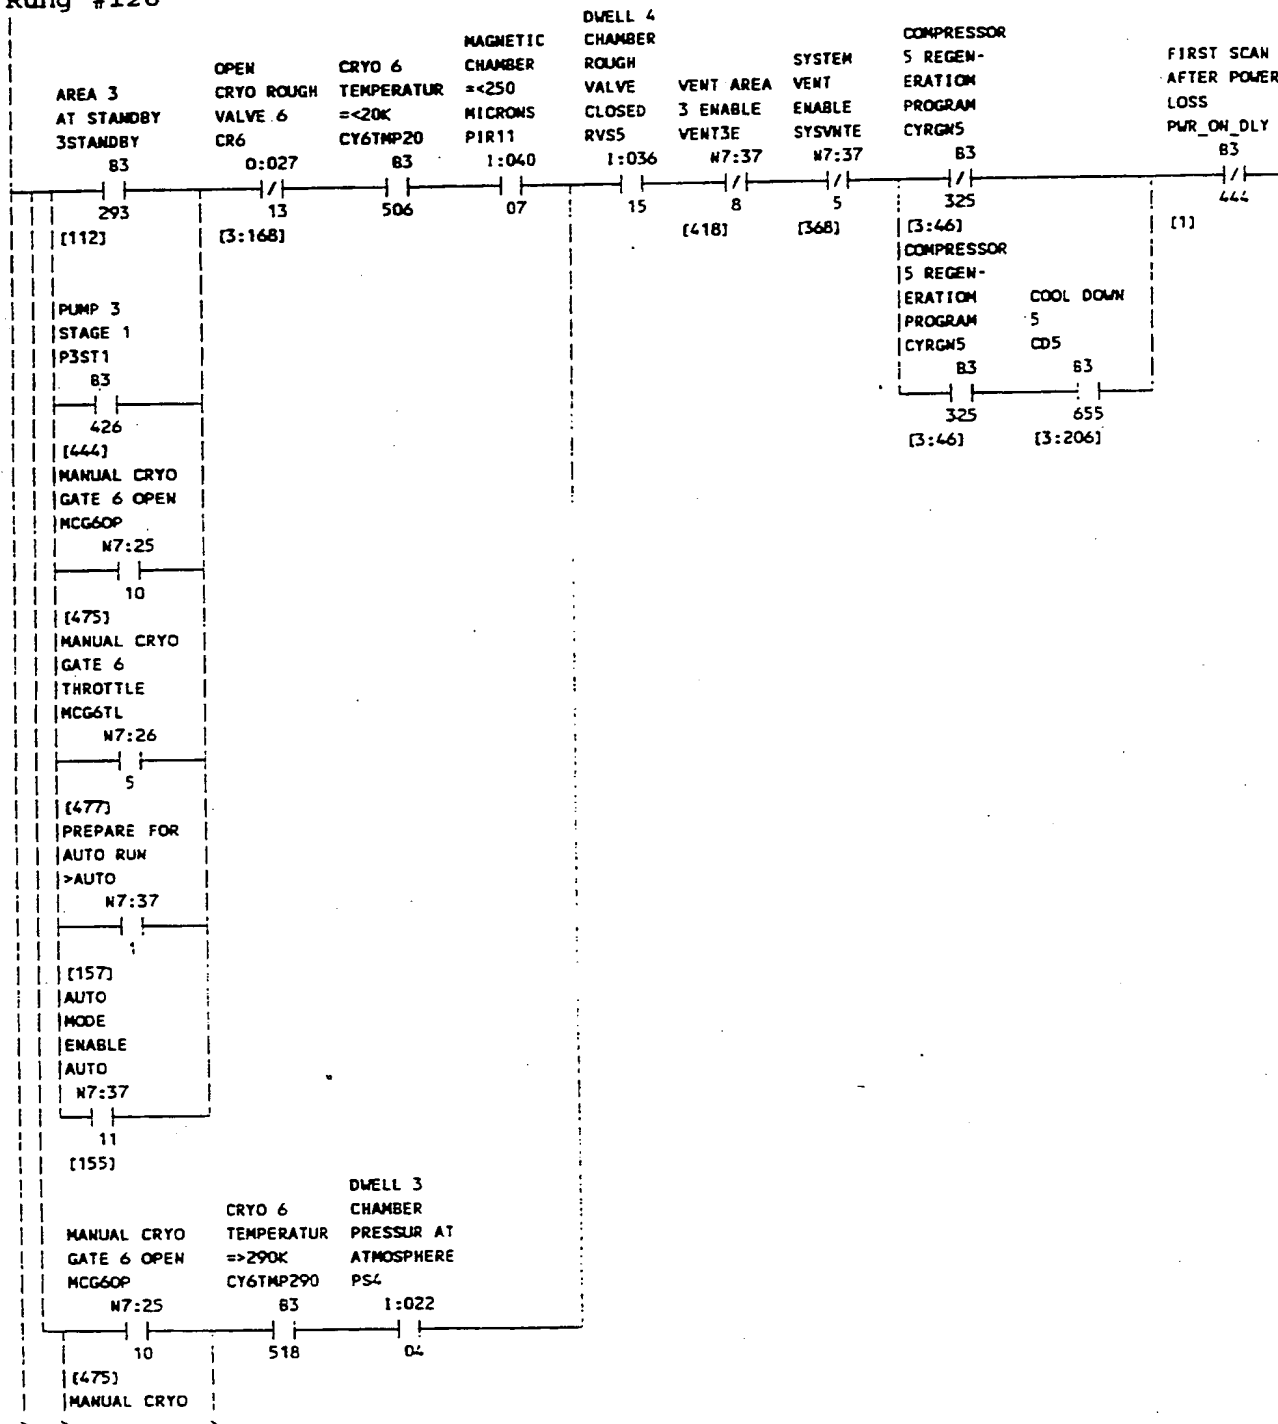 Rung
AREA 3
AT STANDBY
3STANDBY
B3
293
[112]
OPEN
CRYO ROUGH
VALVE 6
CR6
O:027
13
[3:168]
CRYO 6
TEMPERATUR
=<20K
CY6TMP20
B3
506
MAGNETIC
CHAMBER
=<250
MICRONS
PIR11
I:040
07
DWELL 4
CHAMBER
ROUGH
VALVE
CLOSED
RVS5
I:036
15
VENT AREA
3 ENABLE
VENT3E
N7:37
8
[418]
SYSTEM
VENT
ENABLE
SYSVNTE
N7:37
5
[368]
COMPRESSOR
5 REGEN-
ERATION
PROGRAM
CYRGN5
B3
325
[3:46]
FIRST SCAN
AFTER POWER
LOSS
PWR_ON_DLY
B3
444
[1]
COMPRESSOR
5 REGEN-
ERATION
PROGRAM
CYRGN5
B3
325
[3:46]
COOL DOWN
5
CD5
B3
655
[3:206]
PUMP 3
STAGE 1
P3ST1
B3
426
[444]
MANUAL CRYO
GATE 6 OPEN
MCG6OP
N7:25
10
[475]
MANUAL CRYO
GATE 6
THROTTLE
MCG6TL
N7:26
5
[477]
PREPARE FOR
AUTO RUN
>AUTO
N7:37
1
[157]
AUTO
MODE
ENABLE
AUTO
N7:37
11
[155]
MANUAL CRYO
GATE 6 OPEN
MCG6OP
N7:25
10
[475]
CRYO 6
TEMPERATUR
=>290K
CY6TMP290
B3
518
DWELL 3
CHAMBER
PRESSUR AT
ATMOSPHERE
PS4
I:022
04
MANUAL CRYO